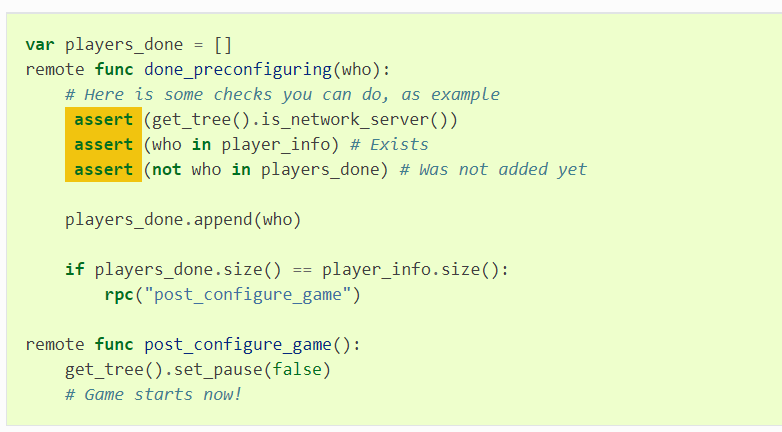 var players_done = []
remote func done_preconfiguring(who):
    # Here is some checks you can do, as example
    assert (get_tree().is_network_server())
    assert (who in player_info) # Exists
    assert (not who in players_done) # Was not added yet

    players_done.append(who)

    if players_done.size() == player_info.size():
        rpc("post_configure_game")

remote func post_configure_game():
    get_tree().set_pause(false)
    # Game starts now!